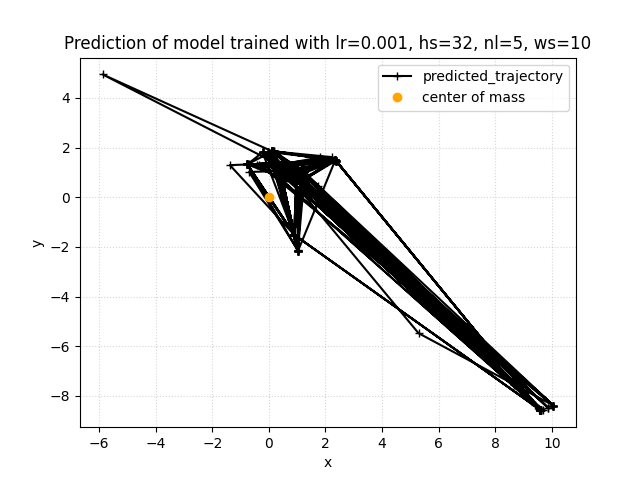 Prediction of model trained with lr=0.001, hs=32, nl=5, ws=10
predicted_trajectory
center of mass
4
2
0
−2
−4
−6
−8
y
−6 −4 −2 0 2 4 6 8 10
x